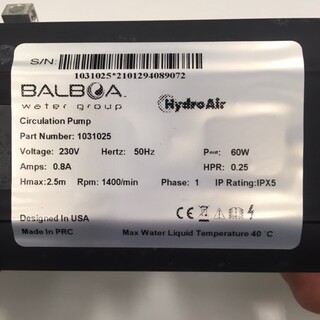 S/N:
1031025*2101294089072
BALBOA HydroAir
water group
Circulation Pump
Part Number: 1031025
Voltage: 230V Hertz: 50Hz Pout: 60W
Amps: 0.8A HPR: 0.25
Hmax: 2.5m Rpm: 1400/min Phase: 1 IP Rating: IPX5
Designed In USA CE
Made In PRC Max Water Liquid Temperature 40 °C